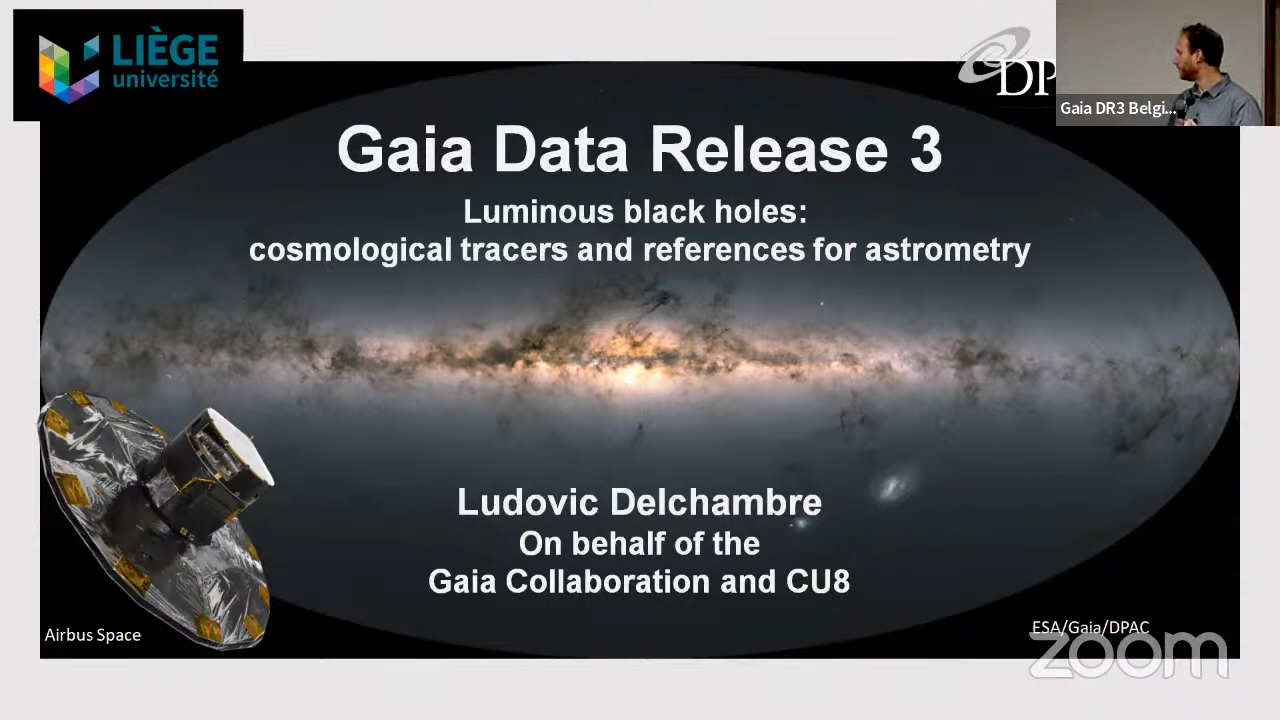 LIÈGE
université
DP
Gaia DR3 Belgi...
Gaia Data Release 3
Luminous black holes:
cosmological tracers and references for astrometry
Ludovic Delchambre
On behalf of the
Gaia Collaboration and CU8
Airbus Space
ESA/Gaia/DPAC
zoom